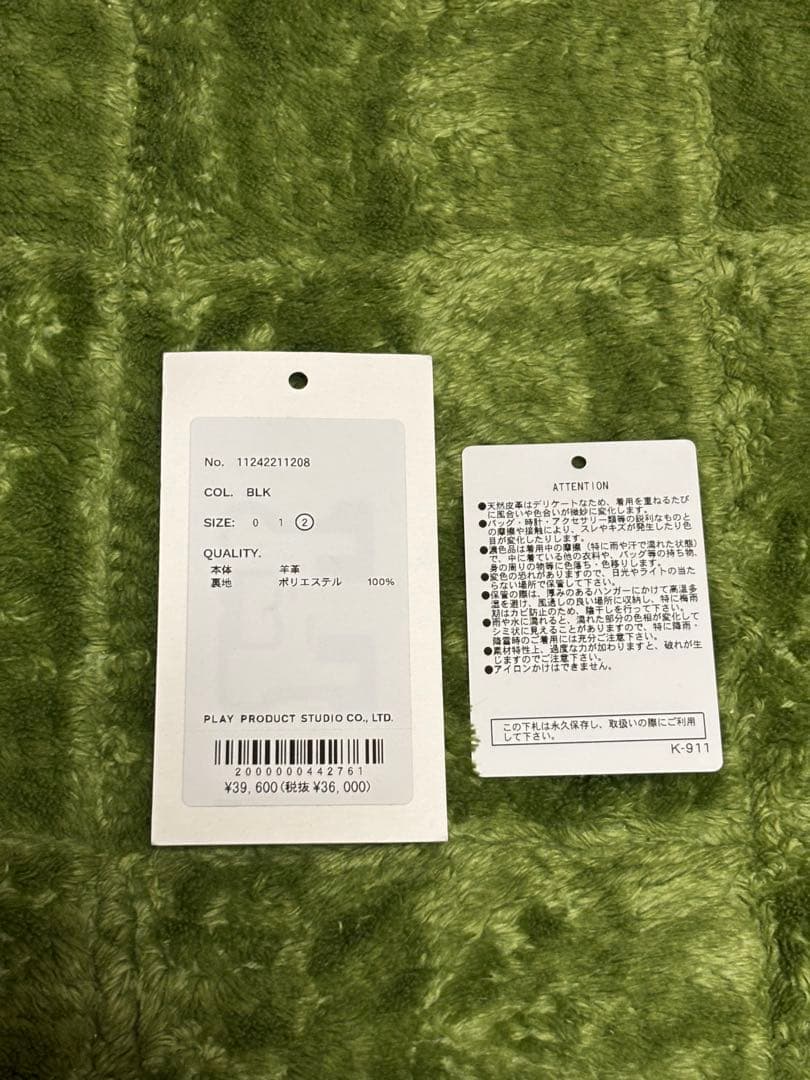 No. 11242211208
COL. BLK
SIZE: 0 1 2
QUALITY.
本体 羊革
裏地 ポリエステル 100%
PLAY PRODUCT STUDIO CO., LTD.
2000000442761
¥39,600(税抜 ¥36,000)
ATTENTION
●天然皮革はデリケートなため、着用を重ねるたび
に風合いや色合いが微妙に変化します。
●バッグ・時計・アクセサリー類等の鋭利なものと
の摩擦や接触により、スレやキズが発生したり色
目が変化したりします。
●濃色品は着用中の摩擦（特に雨や汗で濡れた状態）
で、中に着ている他の衣料や、バッグ等の持ち物、
身の周りの物等に色落ち・色移りします。
●変色の恐れがありますので、日光やライトの当た
らない場所で保管して下さい。
●保管の際は、厚みのあるハンガーにかけて高温多
湿を避け、風通しの良い場所に収納し、特に梅雨
期はカビ防止のため、陰干しを行って下さい。
●雨や水に濡れると、濡れた部分の色相が変化して
シミ状に見えることがありますので、特に降雨・
降雪時のご着用には充分ご注意下さい。
●素材特性上、過度な力が加わりますと、破れが生
じますのでご注意下さい。
●アイロンかけはできません。
この下札は永久保存し、取扱いの際にご利用
して下さい。
K-911